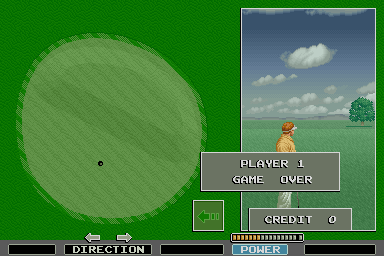 PLAYER 1
GAME OVER
CREDIT 0
DIRECTION
POWER